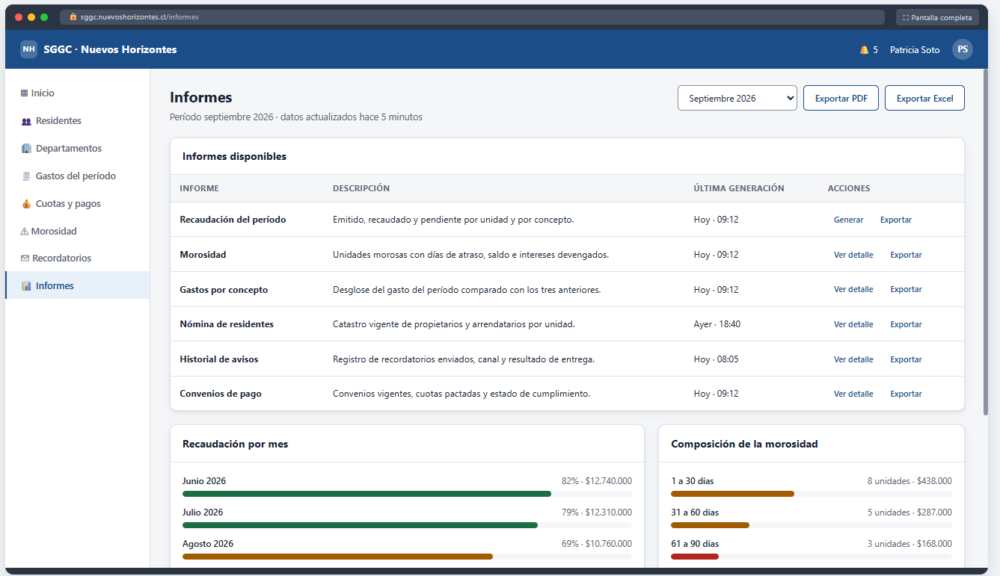 sggc.nuevoshorizontes.cl/informes
Pantalla completa
NH SGGC · Nuevos Horizontes
5 Patricia Soto PS
Inicio
Residentes
Departamentos
Gastos del período
Cuotas y pagos
Morosidad
Recordatorios
Informes
Informes
Período septiembre 2026 · datos actualizados hace 5 minutos
Septiembre 2026
Exportar PDF
Exportar Excel
Informes disponibles
INFORME DESCRIPCIÓN ÚLTIMA GENERACIÓN ACCIONES
Recaudación del período Emitido, recaudado y pendiente por unidad y por concepto. Hoy · 09:12 Generar Exportar
Morosidad Unidades morosas con días de atraso, saldo e intereses devengados. Hoy · 09:12 Ver detalle Exportar
Gastos por concepto Desglose del gasto del período comparado con los tres anteriores. Hoy · 09:12 Ver detalle Exportar
Nómina de residentes Catastro vigente de propietarios y arrendatarios por unidad. Ayer · 18:40 Ver detalle Exportar
Historial de avisos Registro de recordatorios enviados, canal y resultado de entrega. Hoy · 08:05 Ver detalle Exportar
Convenios de pago Convenios vigentes, cuotas pactadas y estado de cumplimiento. Hoy · 09:12 Ver detalle Exportar
Recaudación por mes
Junio 2026 82% · $12.740.000
Julio 2026 79% · $12.310.000
Agosto 2026 69% · $10.760.000
Composición de la morosidad
1 a 30 días 8 unidades · $438.000
31 a 60 días 5 unidades · $287.000
61 a 90 días 3 unidades · $168.000